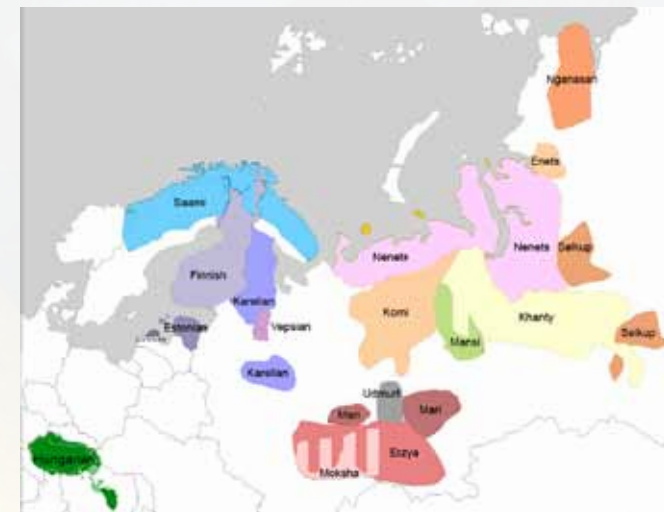 Nganasan
Enets
Saami
Nenets
Nenets
Selkup
Finnish
Karelian
Komi
Khanty
Estonian
Vepsian
Mansi
Selkup
Karelian
Udmurt
Mari
Mari
Hungarian
Erzya
Moksha